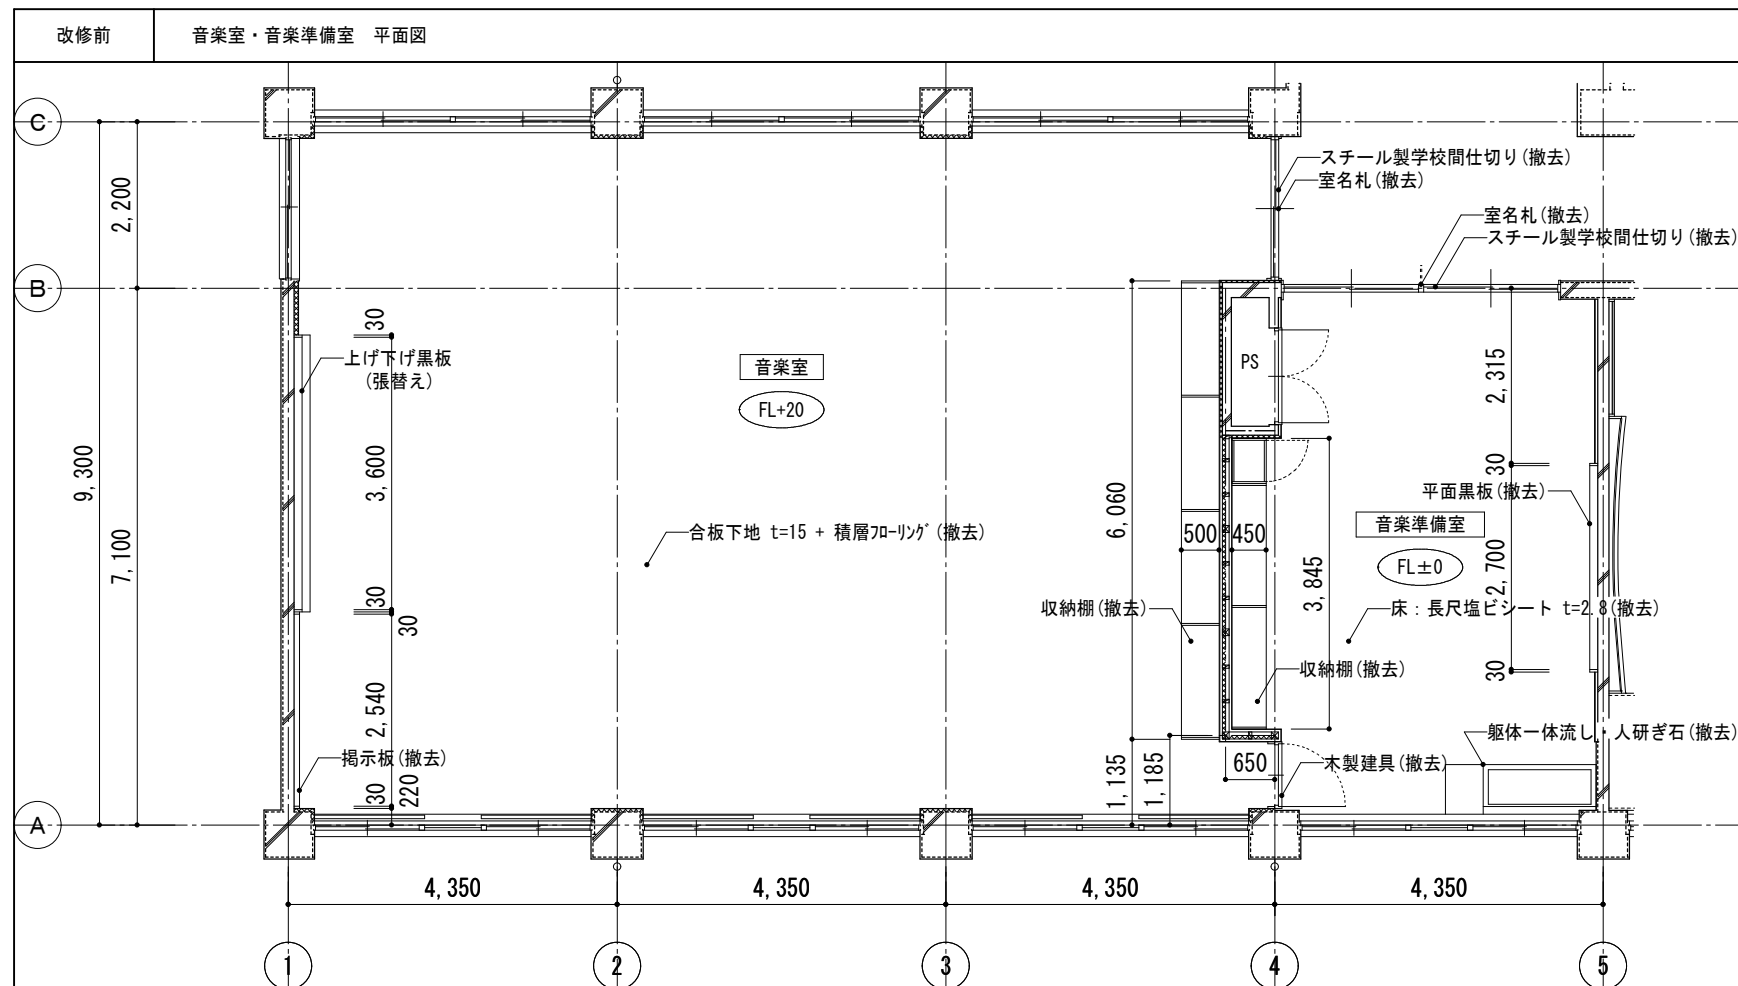 改修前
音楽室・音楽準備室　平面図
C
スチール製学校間仕切り(撤去)
室名札(撤去)
2,200
室名札(撤去)
スチール製学校間仕切り(撤去)
B
30
上げ下げ黒板
(張替え)
音楽室
FL+20
PS
2,315
9,300
3,600
7,100
6,060
30
平面黒板(撤去)
音楽準備室
FL±0
合板下地 t=15 + 積層フローリング(撤去)
500
450
3,845
2,700
30
30
収納棚(撤去)
床：長尺塩ビシート t=2.8(撤去)
収納棚(撤去)
30
2,540
掲示板(撤去)
躯体一体流し・人研ぎ石(撤去)
650
木製建具(撤去)
1,135
1,185
30
220
A
4,350
4,350
4,350
4,350
1
2
3
4
5